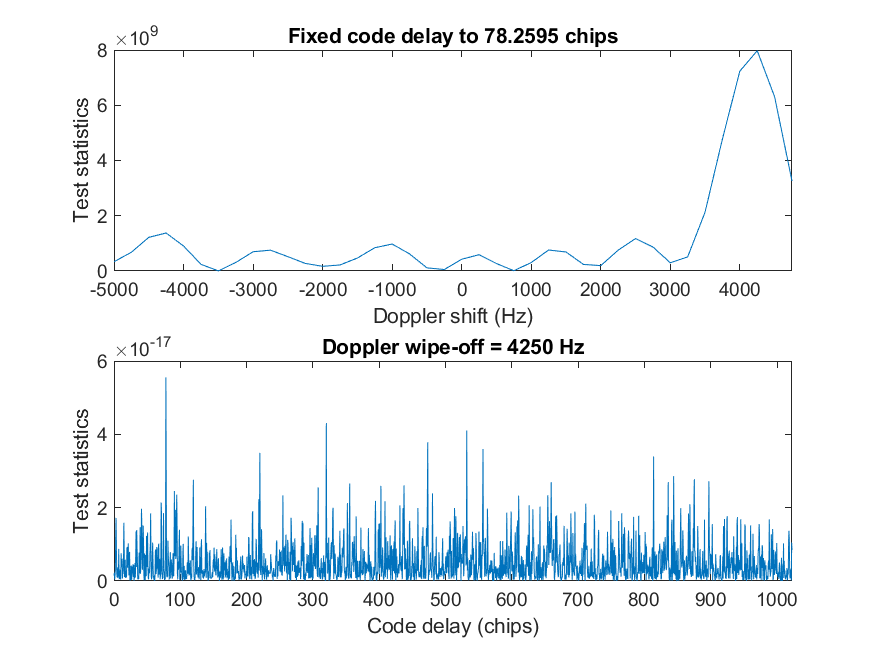 ×10^9
Fixed code delay to 78.2595 chips
8
6
4
2
0
Test statistics
-5000 -4000 -3000 -2000 -1000 0 1000 2000 3000 4000
Doppler shift (Hz)
×10^-17
Doppler wipe-off = 4250 Hz
6
4
2
0
Test statistics
0 100 200 300 400 500 600 700 800 900 1000
Code delay (chips)